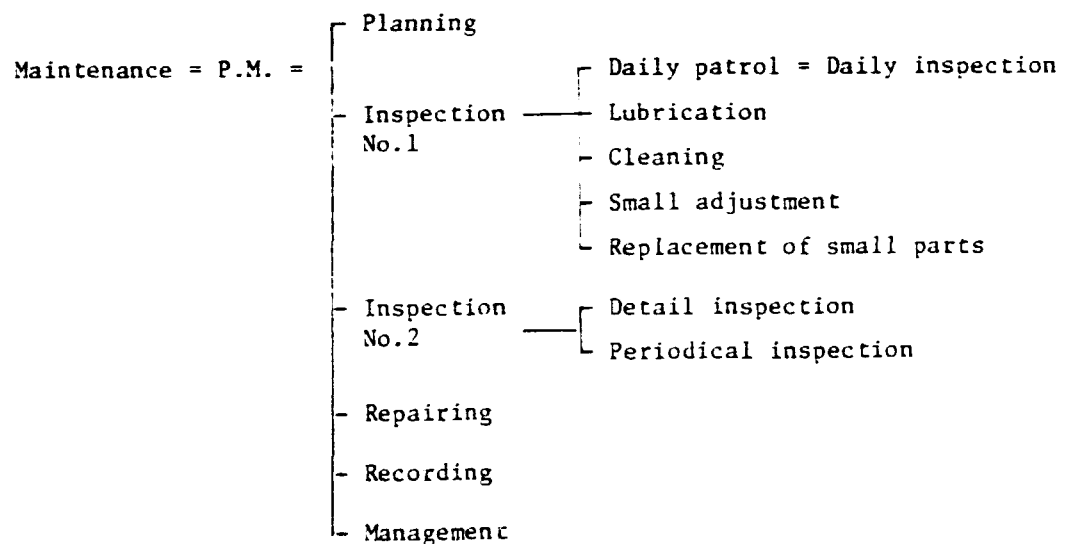 Planning
Maintenance = P.M. =
Daily patrol = Daily inspection
Inspection
No.1
Lubrication
Cleaning
Small adjustment
Replacement of small parts
Inspection
No.2
Detail inspection
Periodical inspection
Repairing
Recording
Management